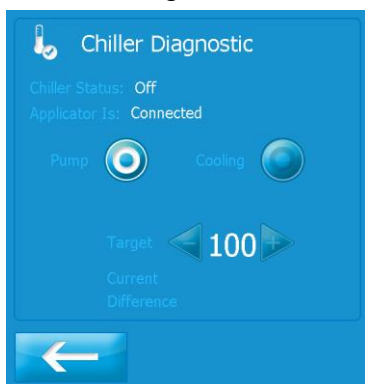 Chiller Diagnostic
Chiller Status: Off
Applicator Is: Connected
Pump Cooling
Target - 100 +
Current
Difference